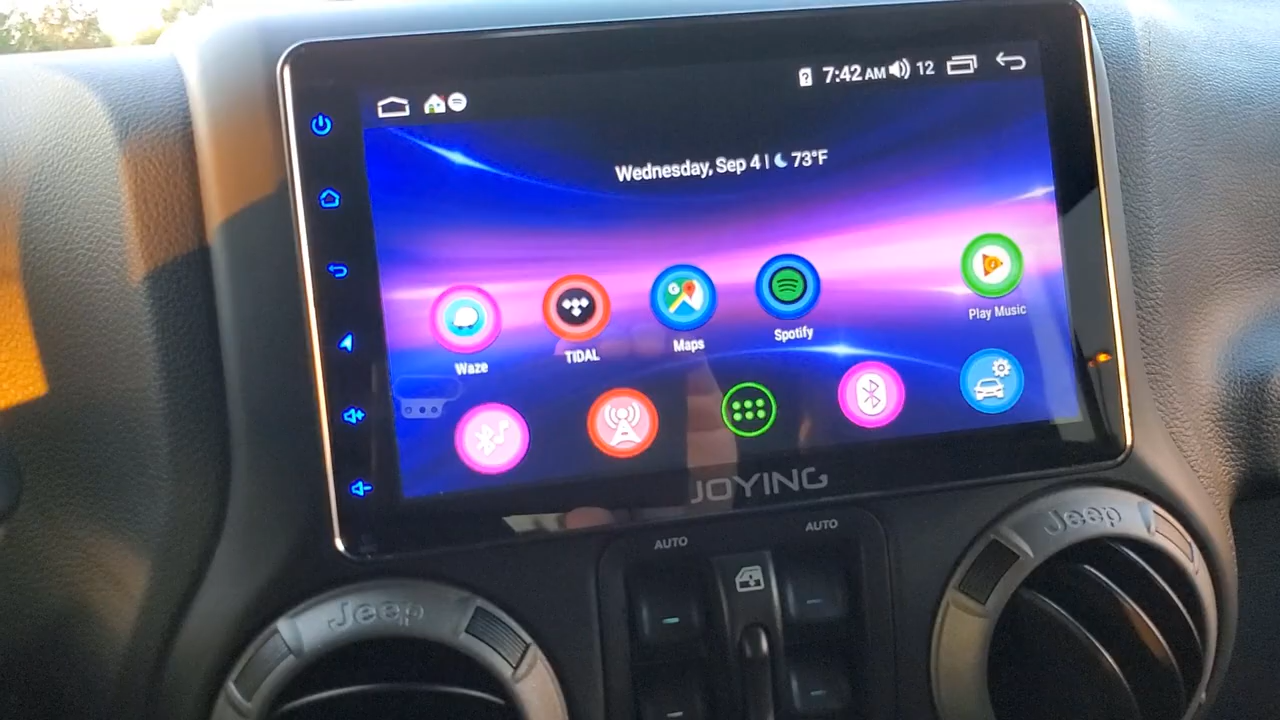 7:42 AM 12
Wednesday, Sep 4 | 73°F
Waze
TIDAL
Maps
Spotify
Play Music
JOYING
AUTO
AUTO
Jeep
Jeep